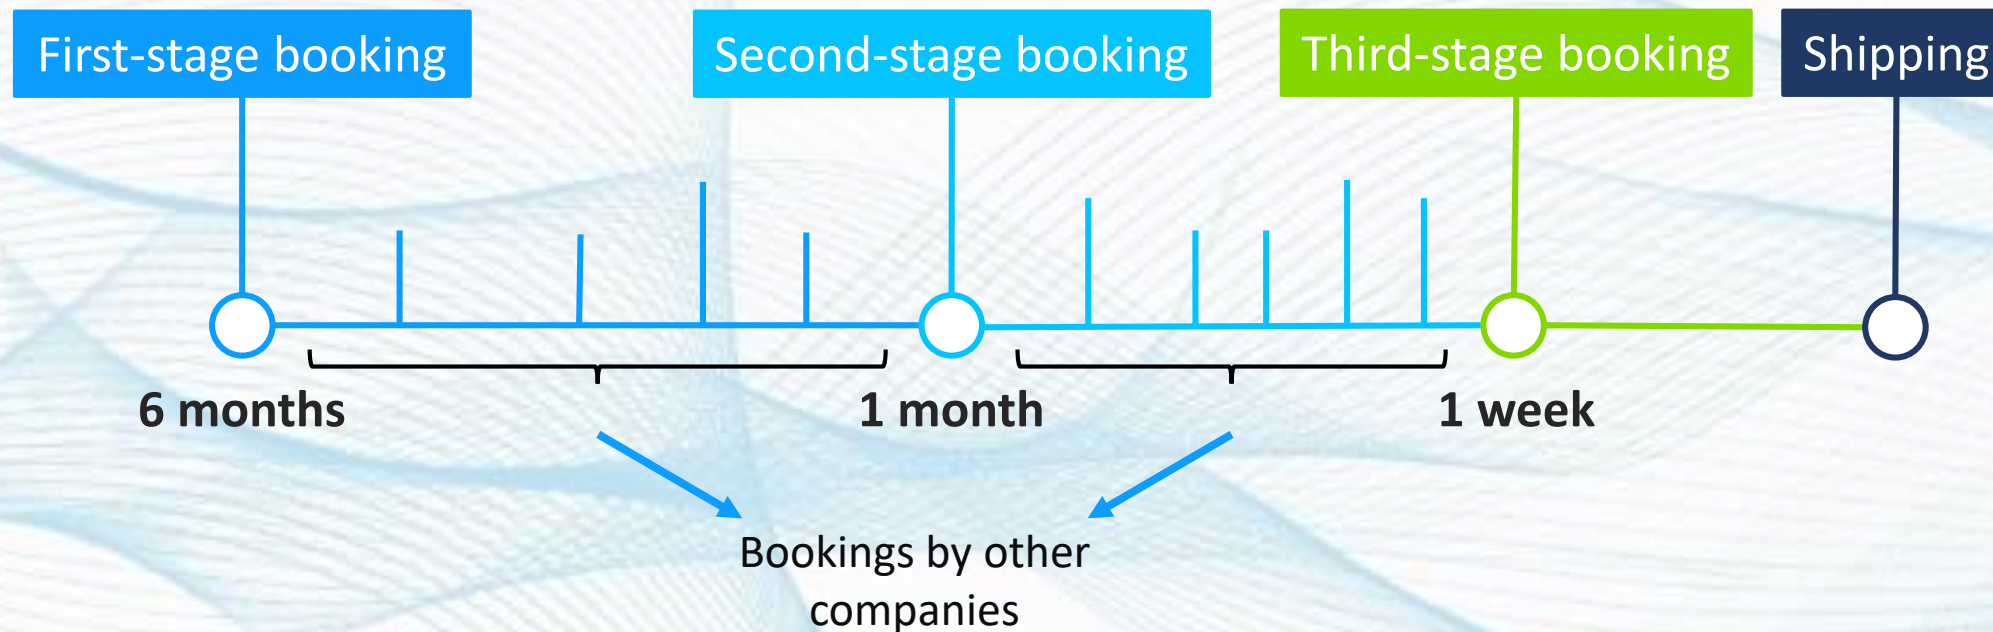 First-stage booking
Second-stage booking
Third-stage booking
Shipping
6 months
1 month
1 week
Bookings by other
companies